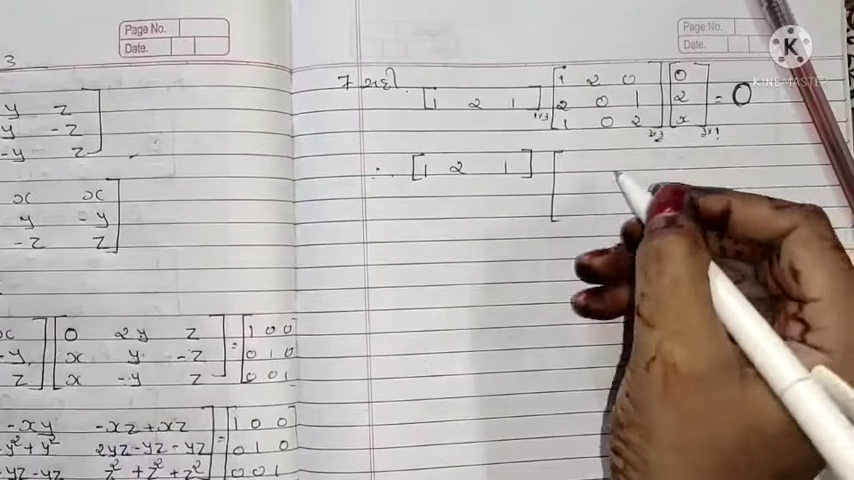 Page No.
Date.
3
y z
y -z
-y z
x x
y -y
-z z
x
-y
z
0 2y z
x y -z
x -y z
=
1 0 0
0 1 0
0 0 1
-xy -xz+xz
-y²+y² 2yz-yz-yz
-yz-yz z²+z²+z²
=
1 0 0
0 1 0
0 0 1
Page No.
Date.
K
KINEMASTER
7 અહી. [1 2 1]1×3
1 2 0
2 0 1
1 0 2
3×3
0
2
x
3×1
= 0
∴ [1 2 1] [